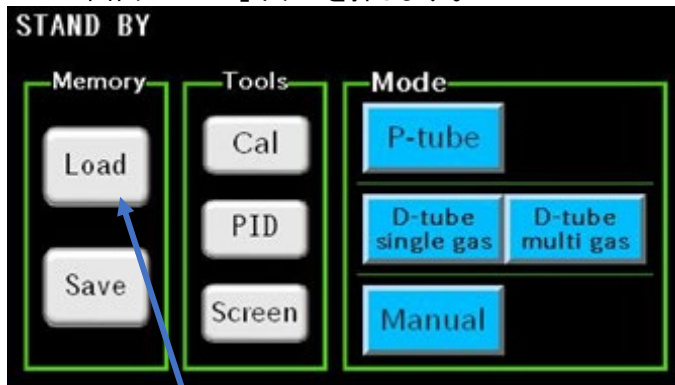 STAND BY
Memory
Load
Save
Tools
Cal
PID
Screen
Mode
P-tube
D-tube
single gas
D-tube
multi gas
Manual